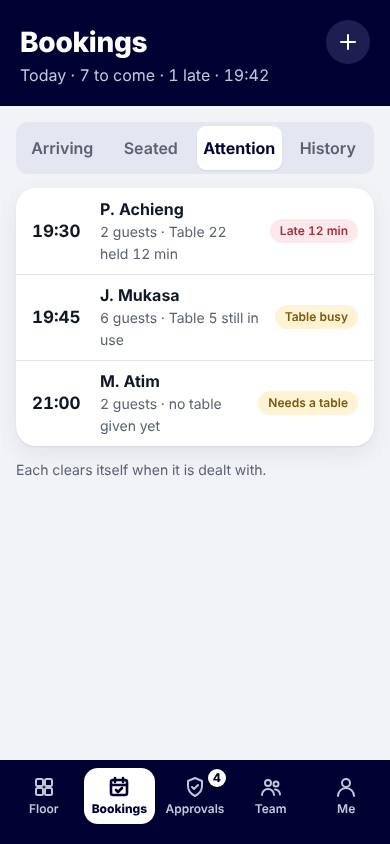 Bookings
Today · 7 to come · 1 late · 19:42
Arriving
Seated
Attention
History
19:30
P. Achieng
2 guests · Table 22
held 12 min
Late 12 min
19:45
J. Mukasa
6 guests · Table 5 still in
use
Table busy
21:00
M. Atim
2 guests · no table
given yet
Needs a table
Each clears itself when it is dealt with.
4
Floor
Bookings
Approvals
Team
Me